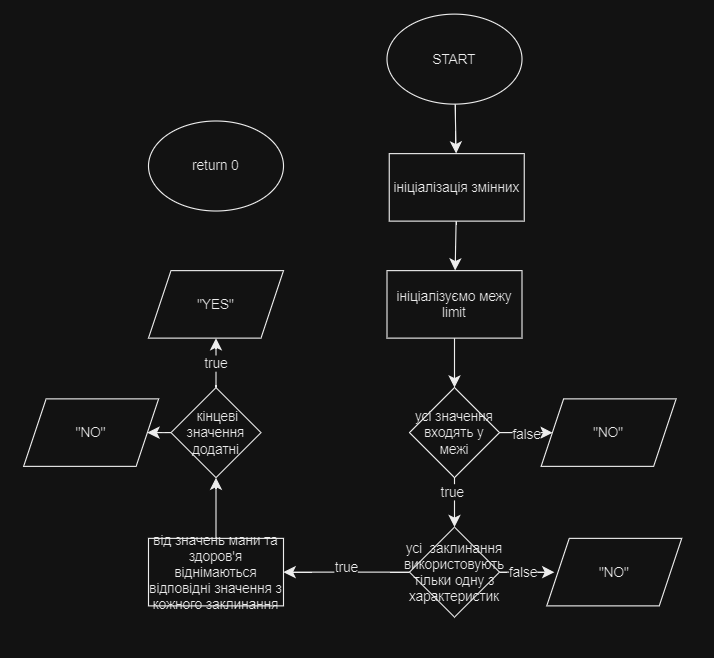 START
return 0
ініціалізація змінних
ініціалізуємо межу
limit
"YES"
true
кінцеві
значення
додатні
"NO"
усі значення
входять у
межі
false
"NO"
true
від значень мани та
здоров'я
віднімаються
відповідні значення з
кожного заклинання
true
усі заклинання
використовують
тільки одну з
характеристик
false
"NO"